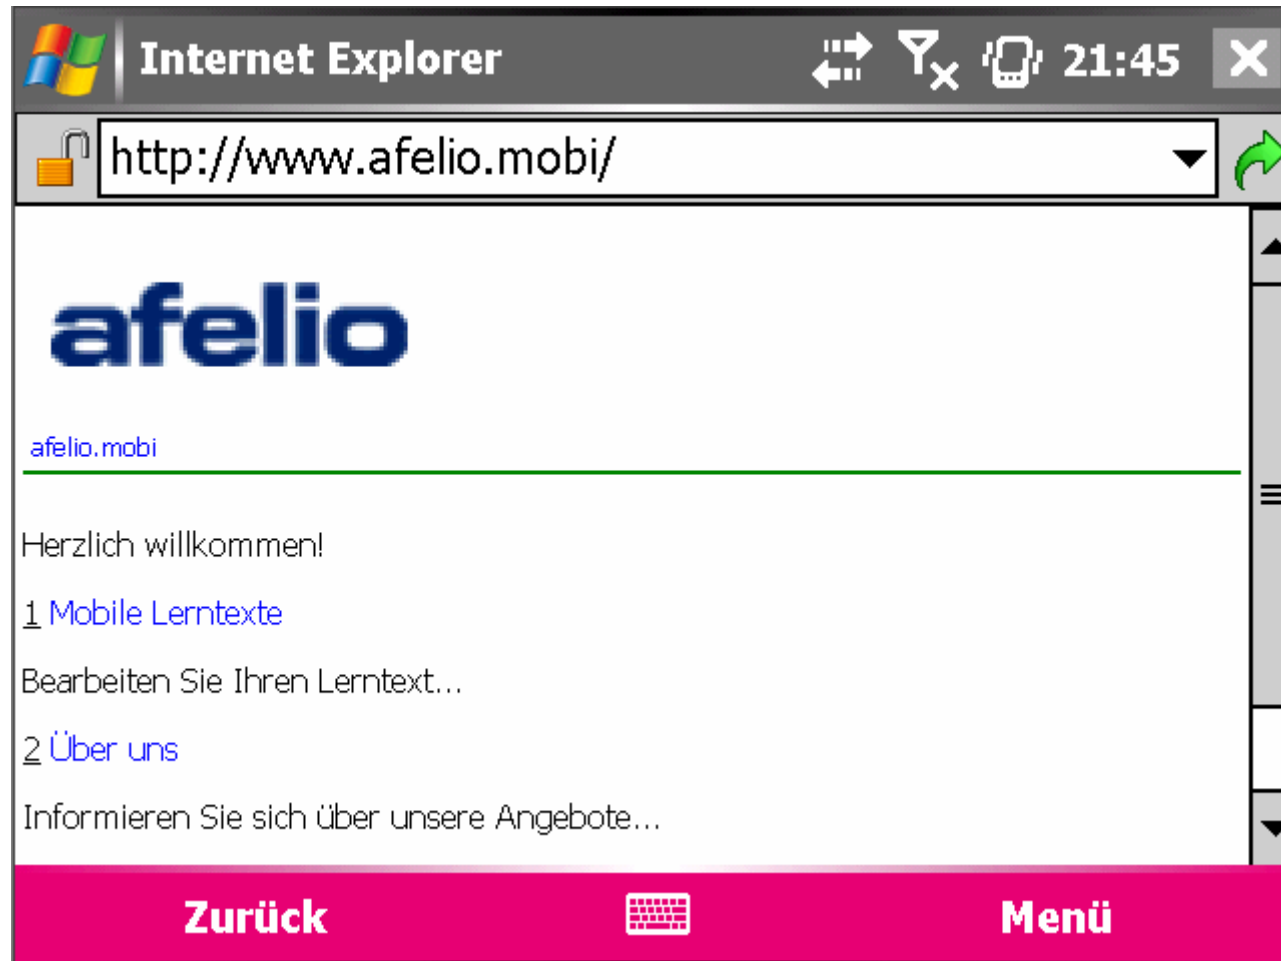 Internet Explorer 21:45
http://www.afelio.mobi/
afelio
afelio.mobi
Herzlich willkommen!
1 Mobile Lerntexte
Bearbeiten Sie Ihren Lerntext...
2 Über uns
Informieren Sie sich über unsere Angebote...
Zurück Menü